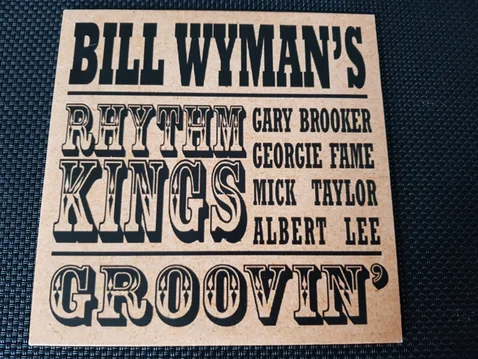 BILL WYMAN'S
RHYTHM KINGS
GARY BROOKER
GEORGIE FAME
MICK TAYLOR
ALBERT LEE
GROOVIN'